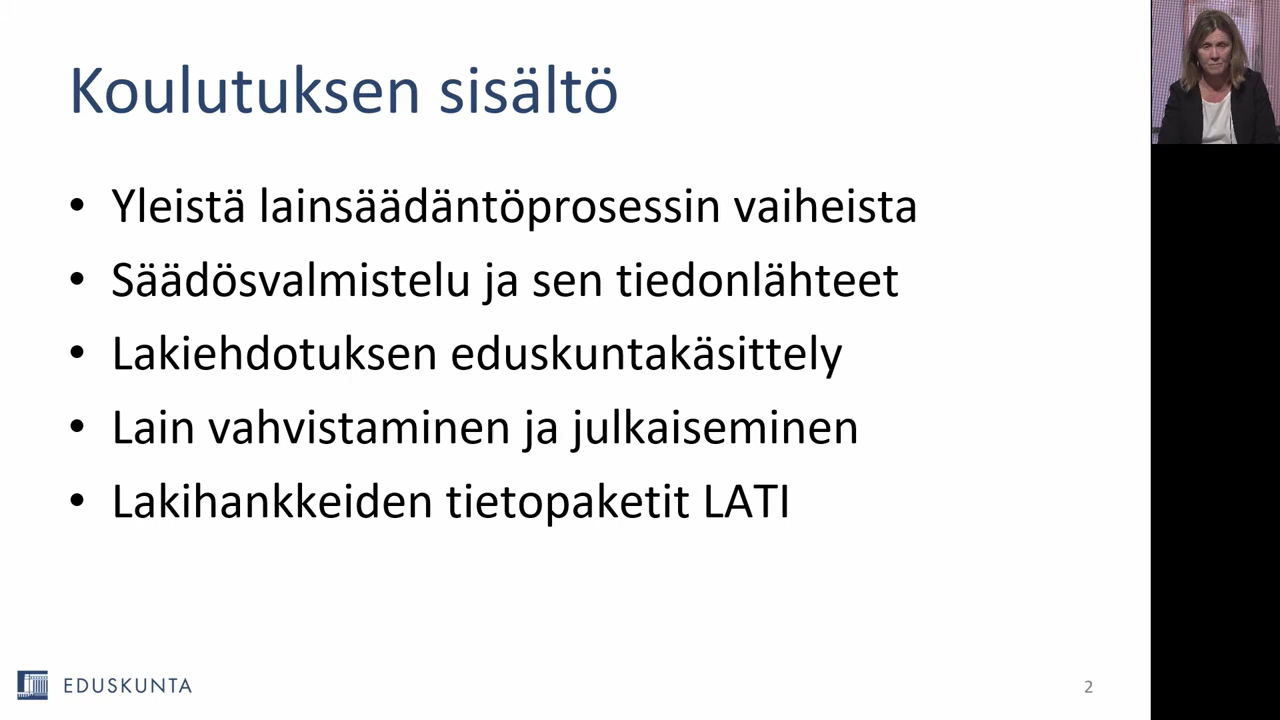 Koulutuksen sisältö
• Yleistä lainsäädäntöprosessin vaiheista
• Säädösvalmistelu ja sen tiedonlähteet
• Lakiehdotuksen eduskuntakäsittely
• Lain vahvistaminen ja julkaiseminen
• Lakihankkeiden tietopaketit LATI
EDUSKUNTA
2